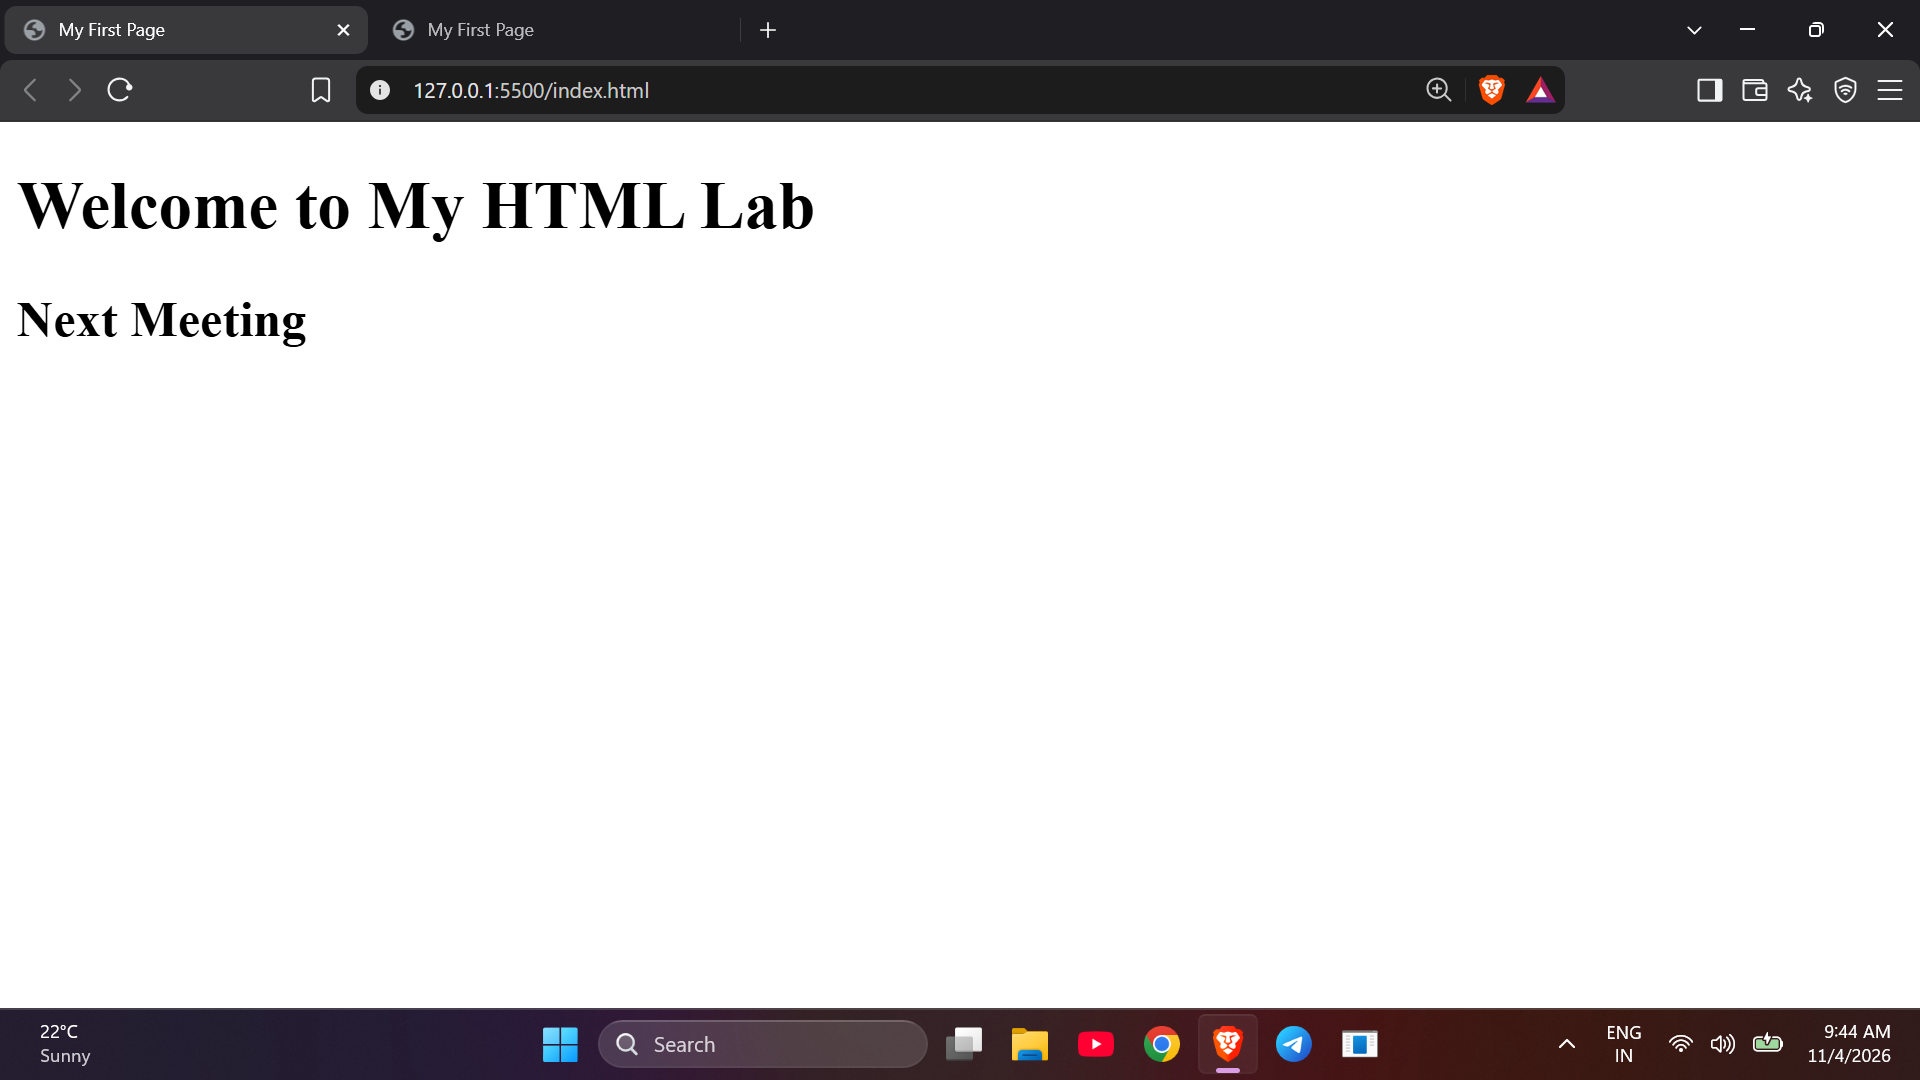 My First Page
My First Page
127.0.0.1:5500/index.html
Welcome to My HTML Lab
Next Meeting
22°C
Sunny
Search
ENG
IN
9:44 AM
11/4/2026